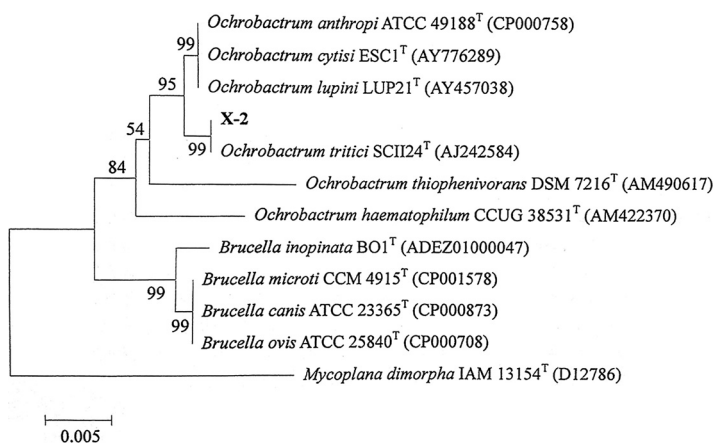 Ochrobactrum anthropi ATCC 49188T (CP000758)
99
Ochrobactrum cytisi ESC1T (AY776289)
Ochrobactrum lupini LUP21T (AY457038)
95
X-2
54
99
Ochrobactrum tritici SCII24T (AJ242584)
84
Ochrobactrum thiophenivorans DSM 7216T (AM490617)
Ochrobactrum haematophilum CCUG 38531T (AM422370)
Brucella inopinata BO1T (ADEZ01000047)
Brucella microti CCM 4915T (CP001578)
99
Brucella canis ATCC 23365T (CP000873)
99
Brucella ovis ATCC 25840T (CP000708)
Mycoplana dimorpha IAM 13154T (D12786)
0.005